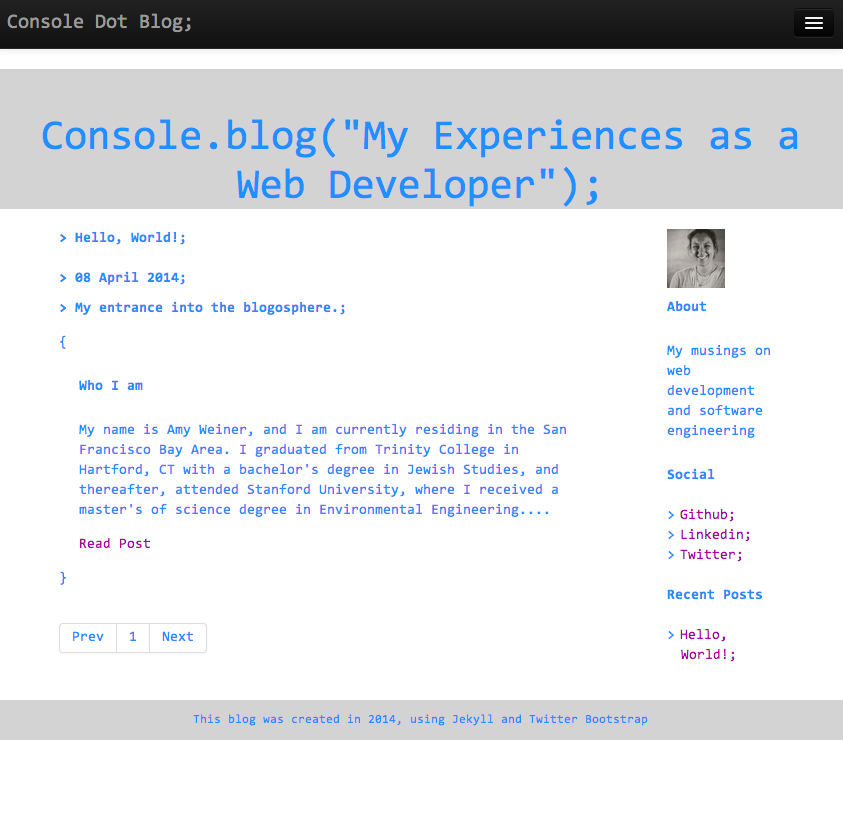 Console Dot Blog;
Console.blog("My Experiences as a
Web Developer");
> Hello, World!;
> 08 April 2014;
> My entrance into the blogosphere.;
{
Who I am
My name is Amy Weiner, and I am currently residing in the San
Francisco Bay Area. I graduated from Trinity College in
Hartford, CT with a bachelor's degree in Jewish Studies, and
thereafter, attended Stanford University, where I received a
master's of science degree in Environmental Engineering....
Read Post
}
Prev 1 Next
About
My musings on
web
development
and software
engineering
Social
> Github;
> Linkedin;
> Twitter;
Recent Posts
> Hello,
World!;
This blog was created in 2014, using Jekyll and Twitter Bootstrap